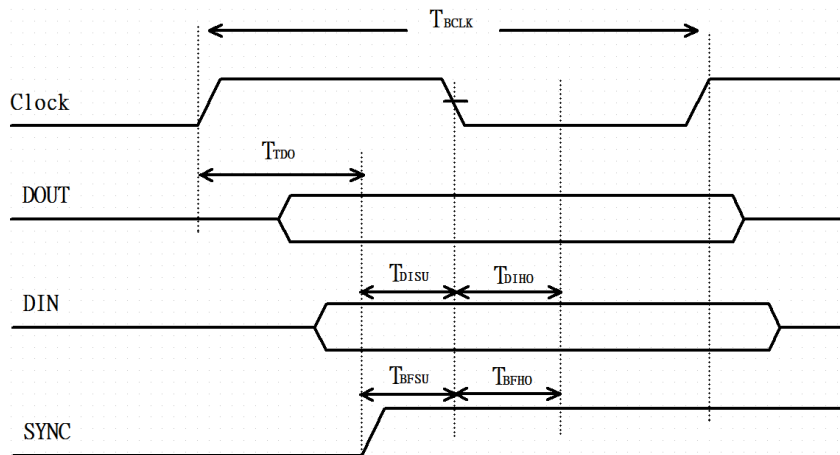 TBCLK
Clock
TTDO
DOUT
TDISU TDIHO
DIN
TBFSU TBFHO
SYNC